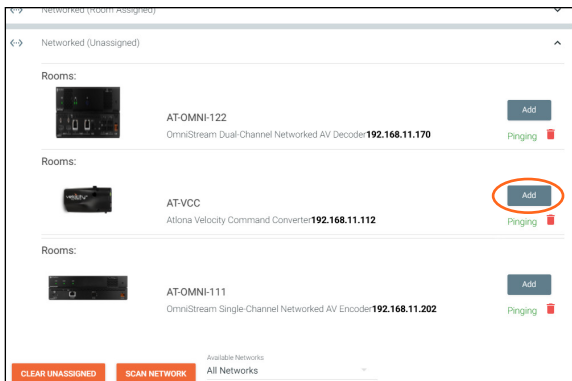 Networked (Room Assigned)
Networked (Unassigned)
Rooms:
AT-OMNI-122
OmniStream Dual-Channel Networked AV Decoder192.168.11.170
Add
Pinging
Rooms:
AT-VCC
Atlona Velocity Command Converter192.168.11.112
Add
Pinging
Rooms:
AT-OMNI-111
OmniStream Single-Channel Networked AV Encoder192.168.11.202
Add
Pinging
CLEAR UNASSIGNED
SCAN NETWORK
Available Networks
All Networks